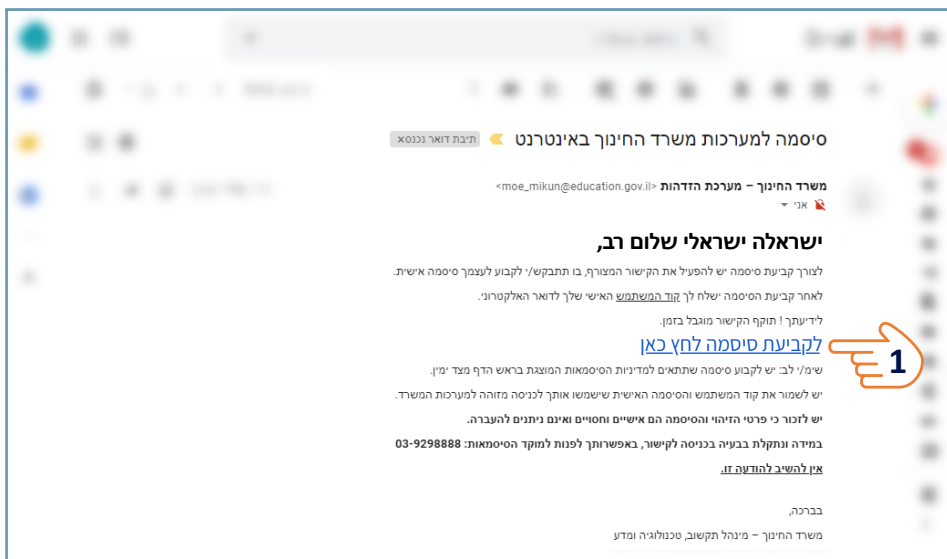 סיסמה למערכות משרד החינוך באינטרנט תיבת דואר נכנס x
משרד החינוך – מערכת הזדהות <moe_mikun@education.gov.il>
אני
ישראלה ישראלי שלום רב,
לצורך קביעת סיסמה יש להפעיל את הקישור המצורף, בו תתבקש/י לקבוע לעצמך סיסמה אישית.
לאחר קביעת הסיסמה ישלח לך קוד המשתמש האישי שלך לדואר האלקטרוני.
לידיעתך ! תוקף הקישור מוגבל בזמן.
לקביעת סיסמה לחץ כאן
1
שימ/י לב: יש לקבוע סיסמה שתתאים למדיניות הסיסמאות המוצגת בראש הדף מצד ימין.
יש לשמור את קוד המשתמש והסיסמה האישית שישמשו אותך לכניסה מזוהה למערכות המשרד.
יש לזכור כי פרטי הזיהוי והסיסמה הם אישיים וחסויים ואינם ניתנים להעברה.
במידה ונתקלת בבעיה בכניסה לקישור, באפשרותך לפנות למוקד הסיסמאות: 03-9298888
אין להשיב להודעה זו.
בברכה,
משרד החינוך – מינהל תקשוב, טכנולוגיה ומדע